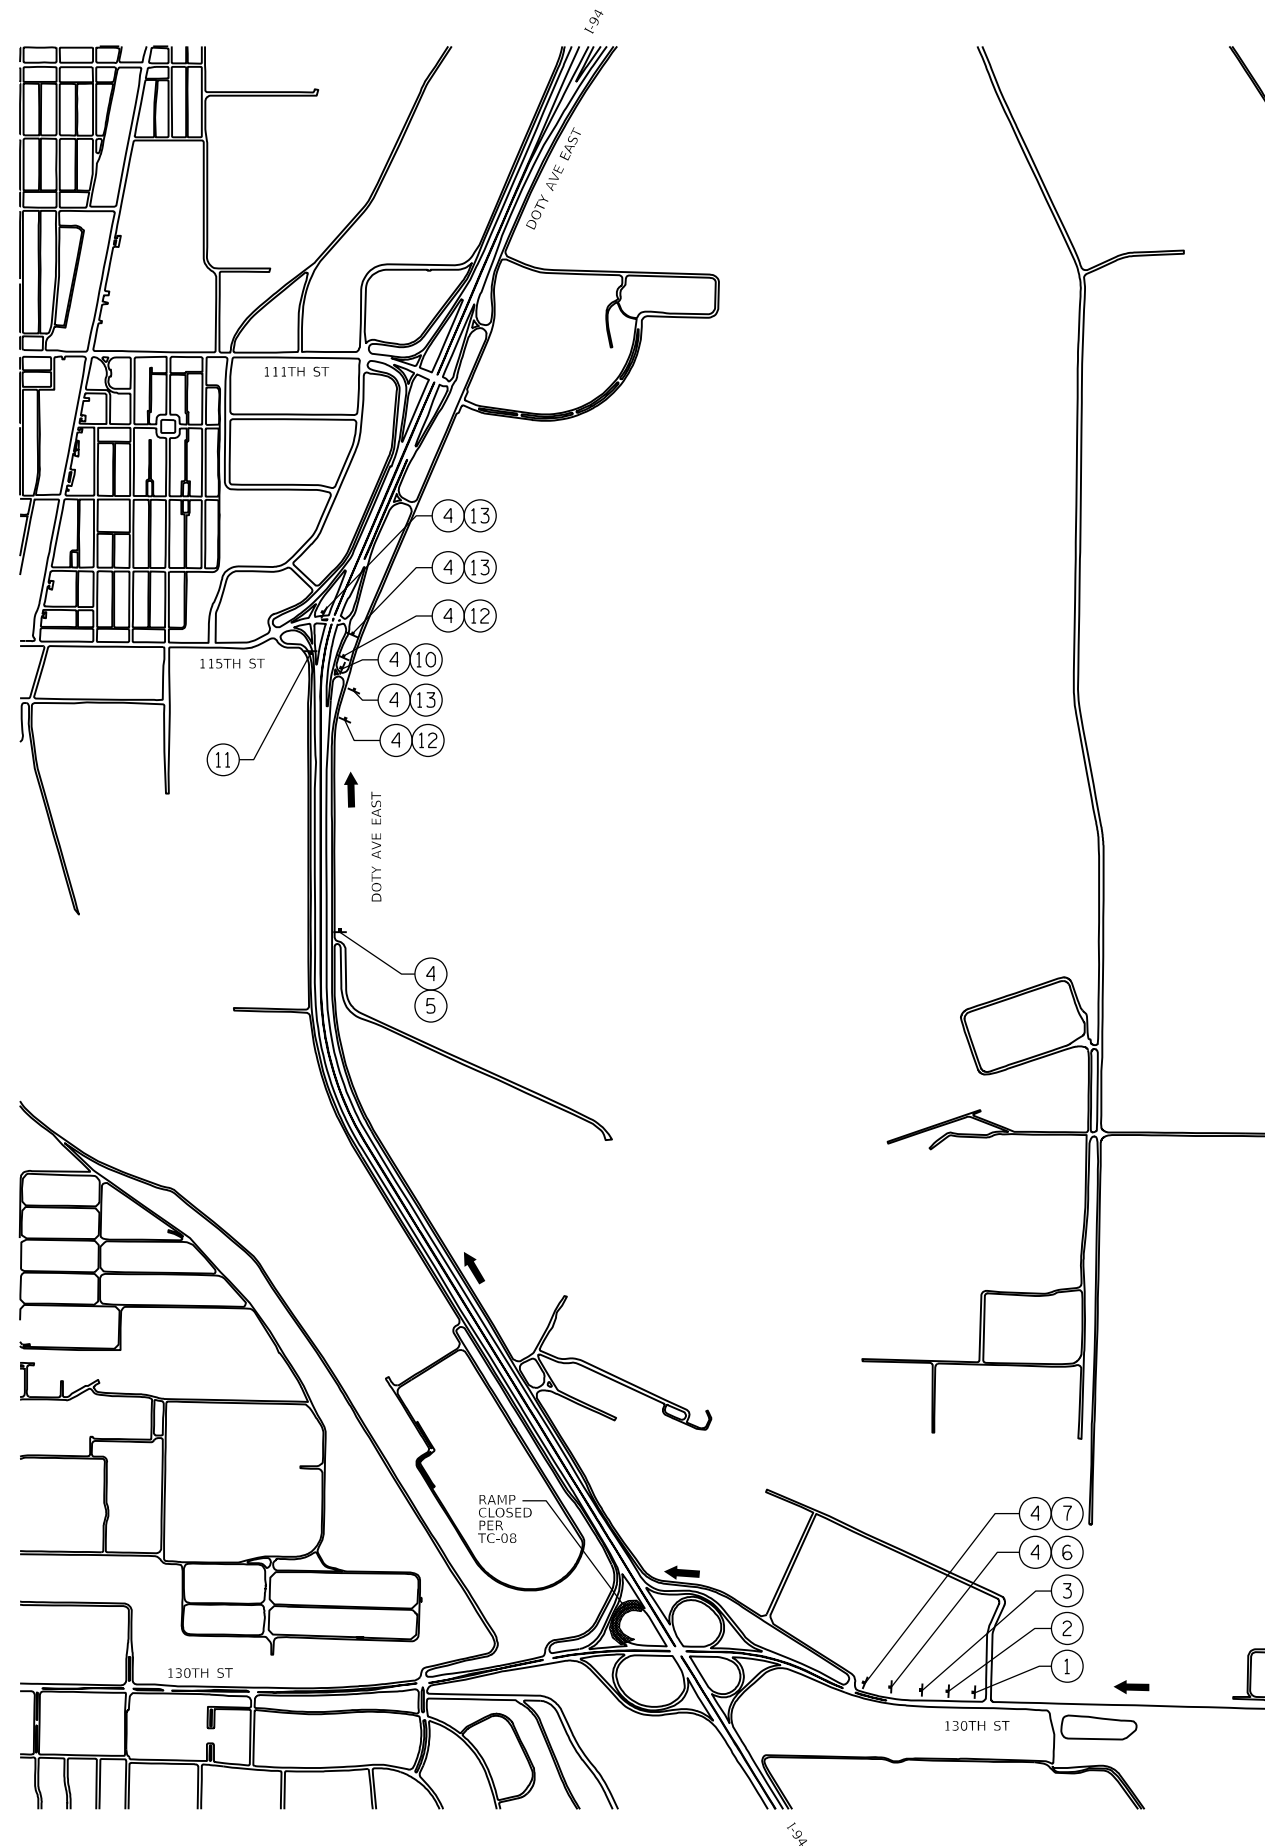 I-94
DOTY AVE EAST
111TH ST
4 13
4 13
4 12
4 10
115TH ST
4 13
4 12
11
DOTY AVE EAST
4
5
RAMP
CLOSED
PER
TC-08
4 7
4 6
3
2
1
130TH ST
130TH ST
I-94